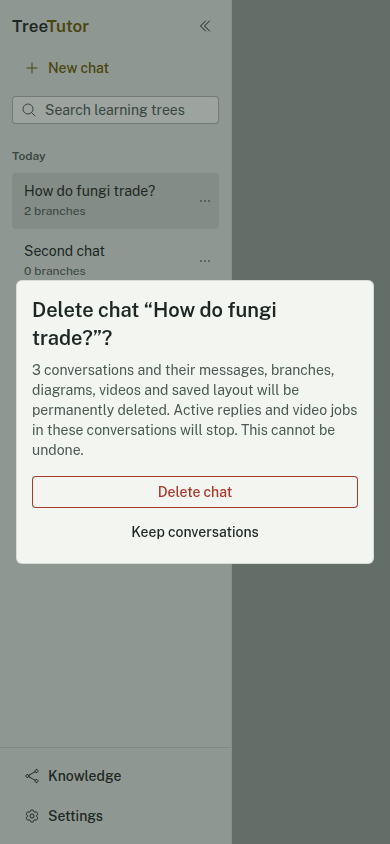 TreeTutor
New chat
Search learning trees
Today
How do fungi trade?
2 branches
...
Second chat
0 branches
...
Delete chat “How do fungi
trade?”?
3 conversations and their messages, branches,
diagrams, videos and saved layout will be
permanently deleted. Active replies and video jobs
in these conversations will stop. This cannot be
undone.
Delete chat
Keep conversations
Knowledge
Settings